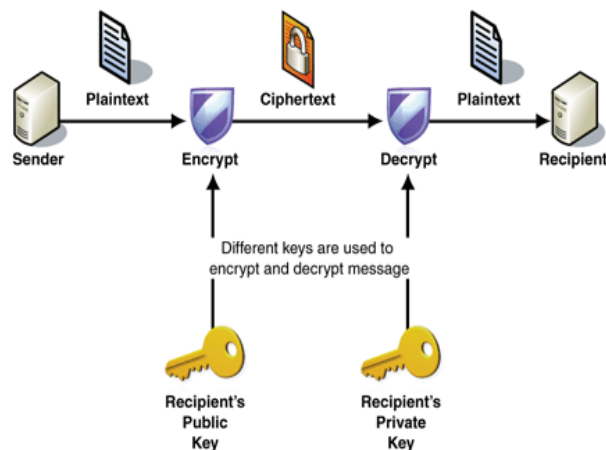 Plaintext
Ciphertext
Plaintext
Sender
Encrypt
Decrypt
Recipient
Different keys are used to
encrypt and decrypt message
Recipient's
Public
Key
Recipient's
Private
Key